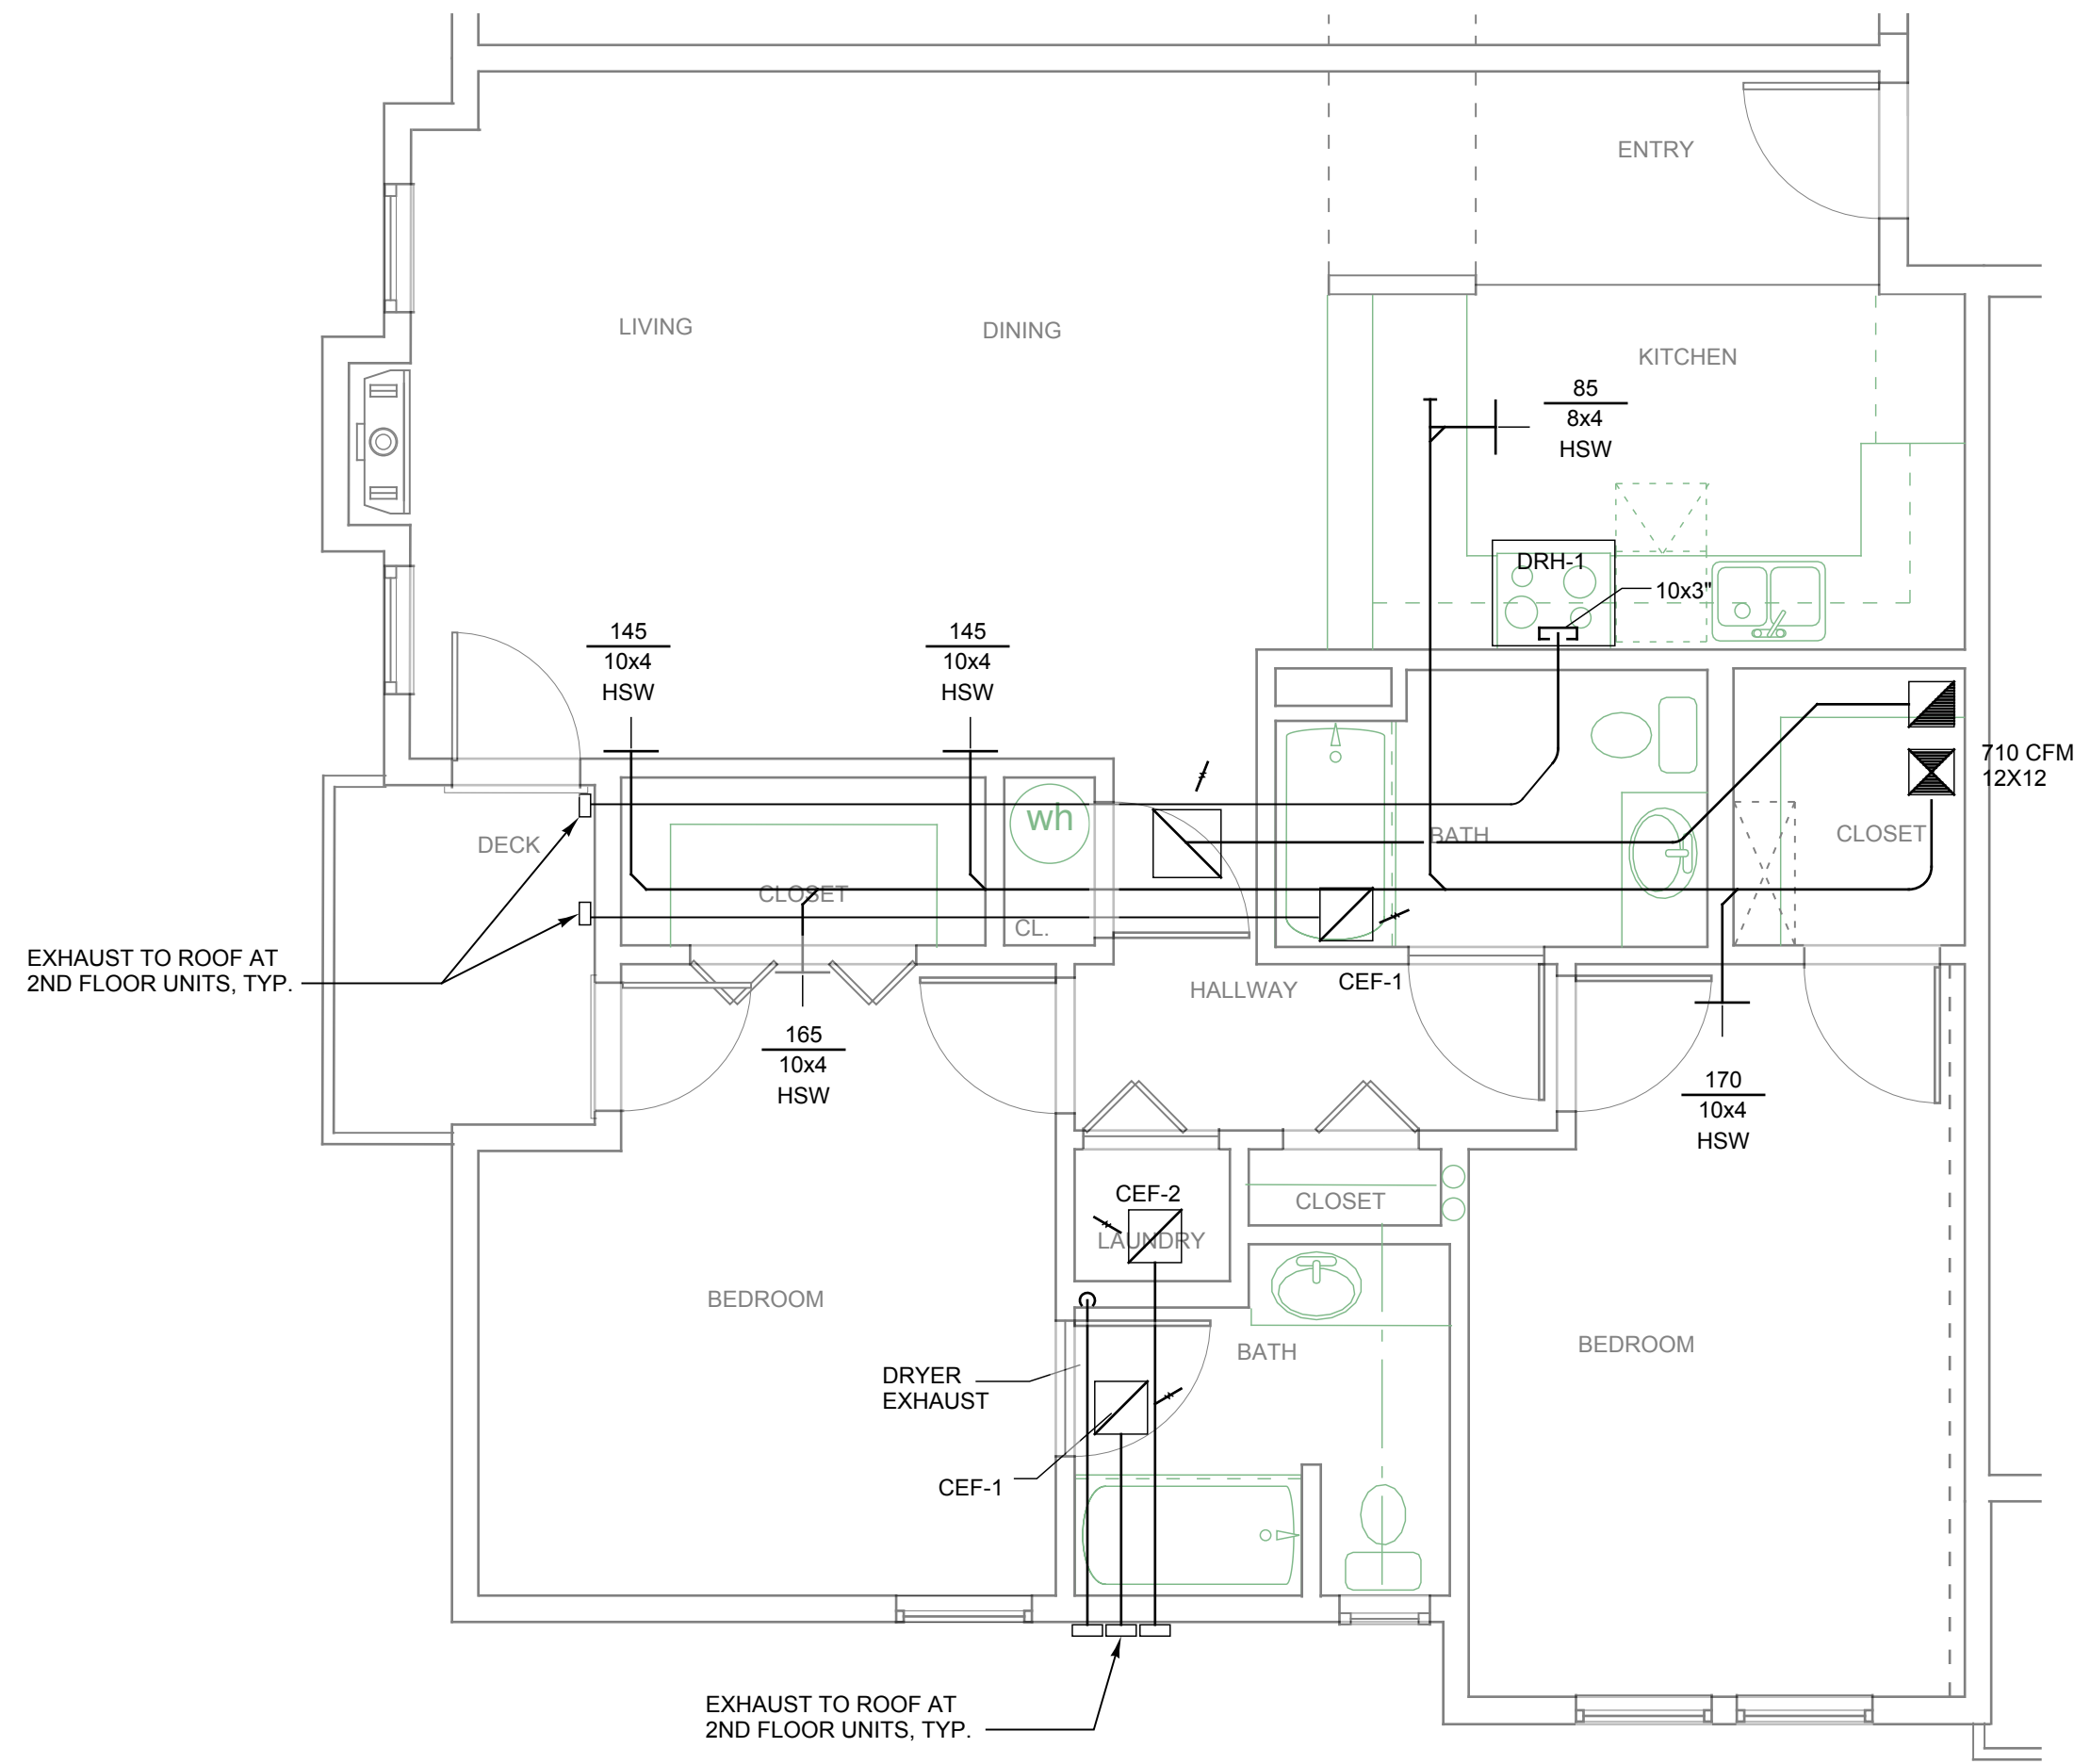 ENTRY
LIVING
DINING
KITCHEN
85
8x4
HSW
DRH-1
10x3"
145
10x4
HSW
145
10x4
HSW
710 CFM
12X12
wh
DECK
BATH
CLOSET
CLOSET
CL.
EXHAUST TO ROOF AT
2ND FLOOR UNITS, TYP.
HALLWAY
CEF-1
165
10x4
HSW
170
10x4
HSW
CEF-2
CLOSET
LAUNDRY
BEDROOM
BATH
BEDROOM
DRYER
EXHAUST
CEF-1
EXHAUST TO ROOF AT
2ND FLOOR UNITS, TYP.